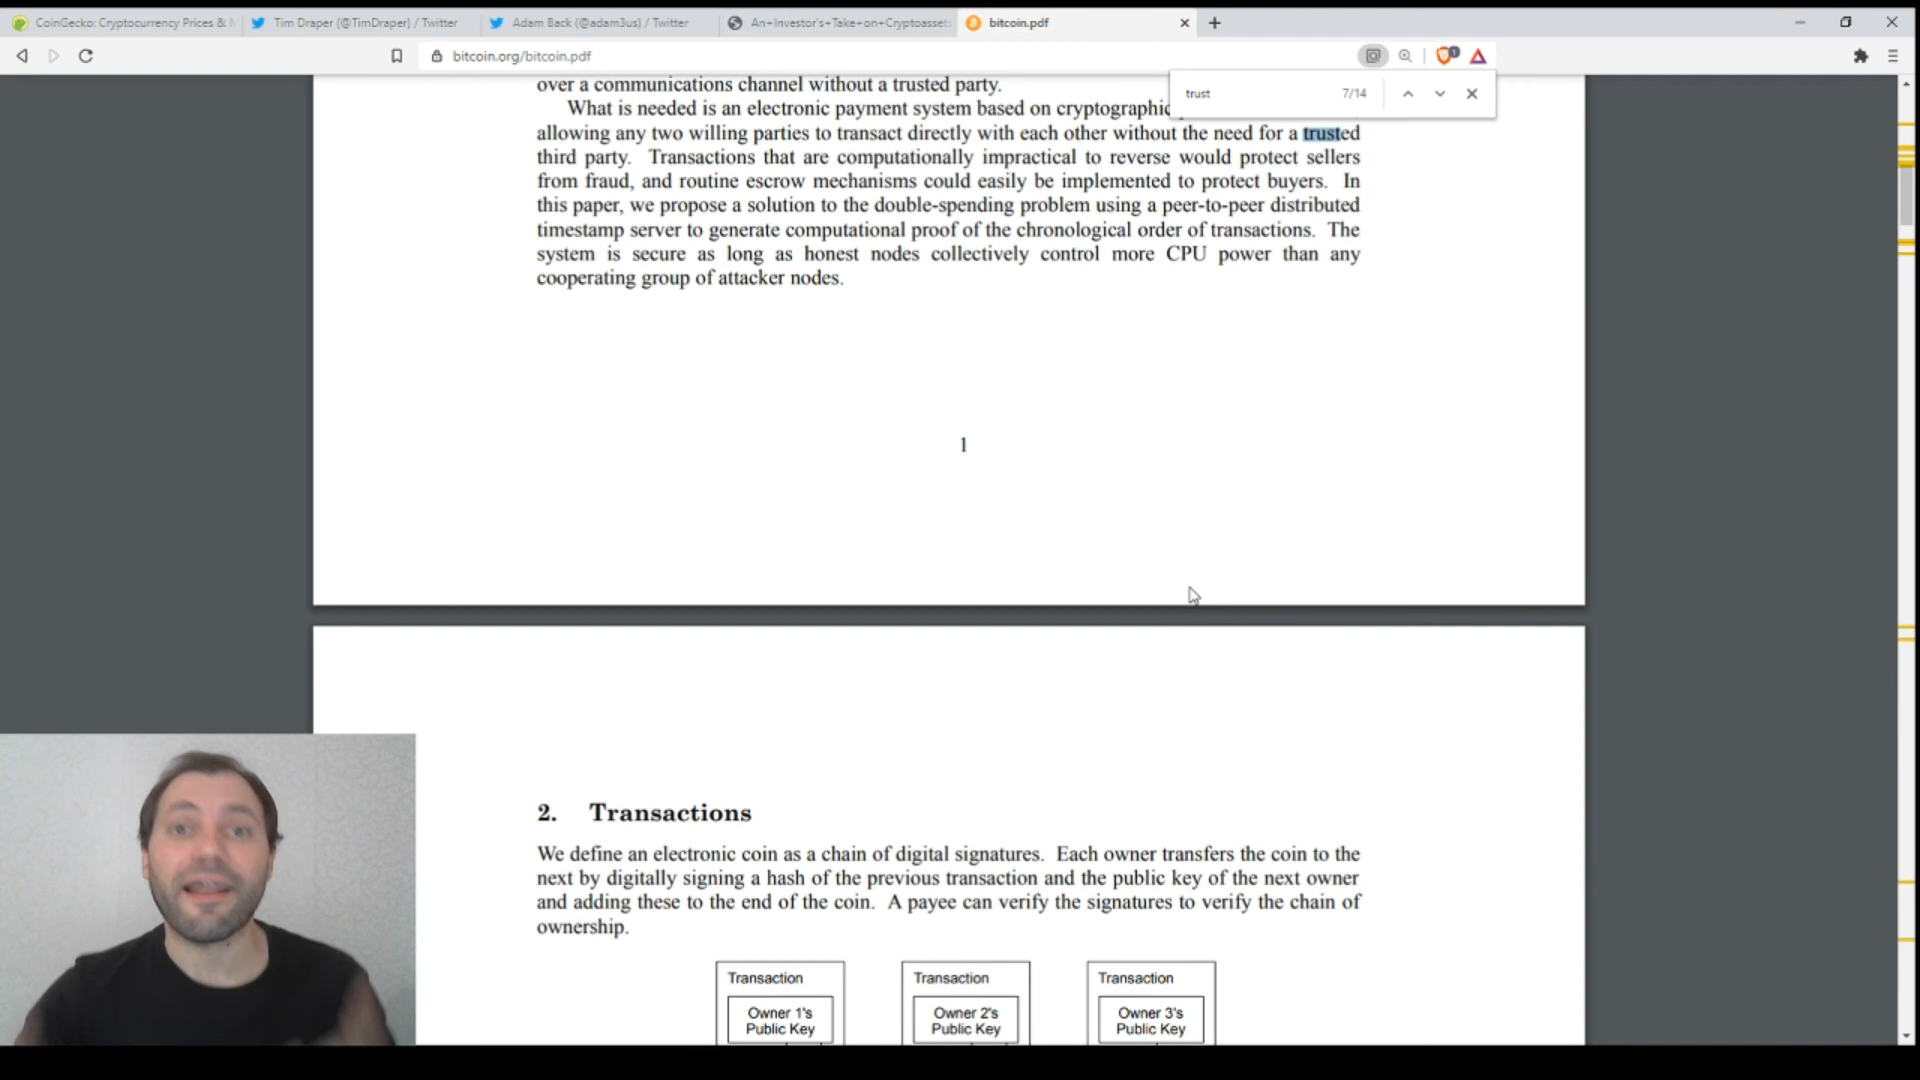 CoinGecko: Cryptocurrency Prices &
Tim Draper (@TimDraper) / Twitter
Adam Back (@adam3us) / Twitter
An+Investor's+Take+on+Cryptoasset
bitcoin.pdf
bitcoin.org/bitcoin.pdf
1
trust
7/14
over a communications channel without a trusted party.
What is needed is an electronic payment system based on cryptographic
allowing any two willing parties to transact directly with each other without the need for a trusted
third party. Transactions that are computationally impractical to reverse would protect sellers
from fraud, and routine escrow mechanisms could easily be implemented to protect buyers. In
this paper, we propose a solution to the double-spending problem using a peer-to-peer distributed
timestamp server to generate computational proof of the chronological order of transactions. The
system is secure as long as honest nodes collectively control more CPU power than any
cooperating group of attacker nodes.
1
2. Transactions
We define an electronic coin as a chain of digital signatures. Each owner transfers the coin to the
next by digitally signing a hash of the previous transaction and the public key of the next owner
and adding these to the end of the coin. A payee can verify the signatures to verify the chain of
ownership.
Transaction
Owner 1's
Public Key
Transaction
Owner 2's
Public Key
Transaction
Owner 3's
Public Key